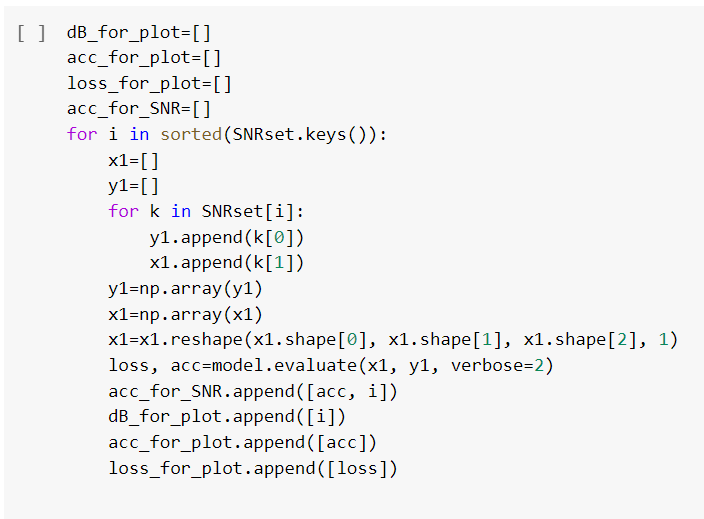 [ ] dB_for_plot=[]
acc_for_plot=[]
loss_for_plot=[]
acc_for_SNR=[]
for i in sorted(SNRset.keys()):
    x1=[]
    y1=[]
    for k in SNRset[i]:
        y1.append(k[0])
        x1.append(k[1])
    y1=np.array(y1)
    x1=np.array(x1)
    x1=x1.reshape(x1.shape[0], x1.shape[1], x1.shape[2], 1)
    loss, acc=model.evaluate(x1, y1, verbose=2)
    acc_for_SNR.append([acc, i])
    dB_for_plot.append([i])
    acc_for_plot.append([acc])
    loss_for_plot.append([loss])